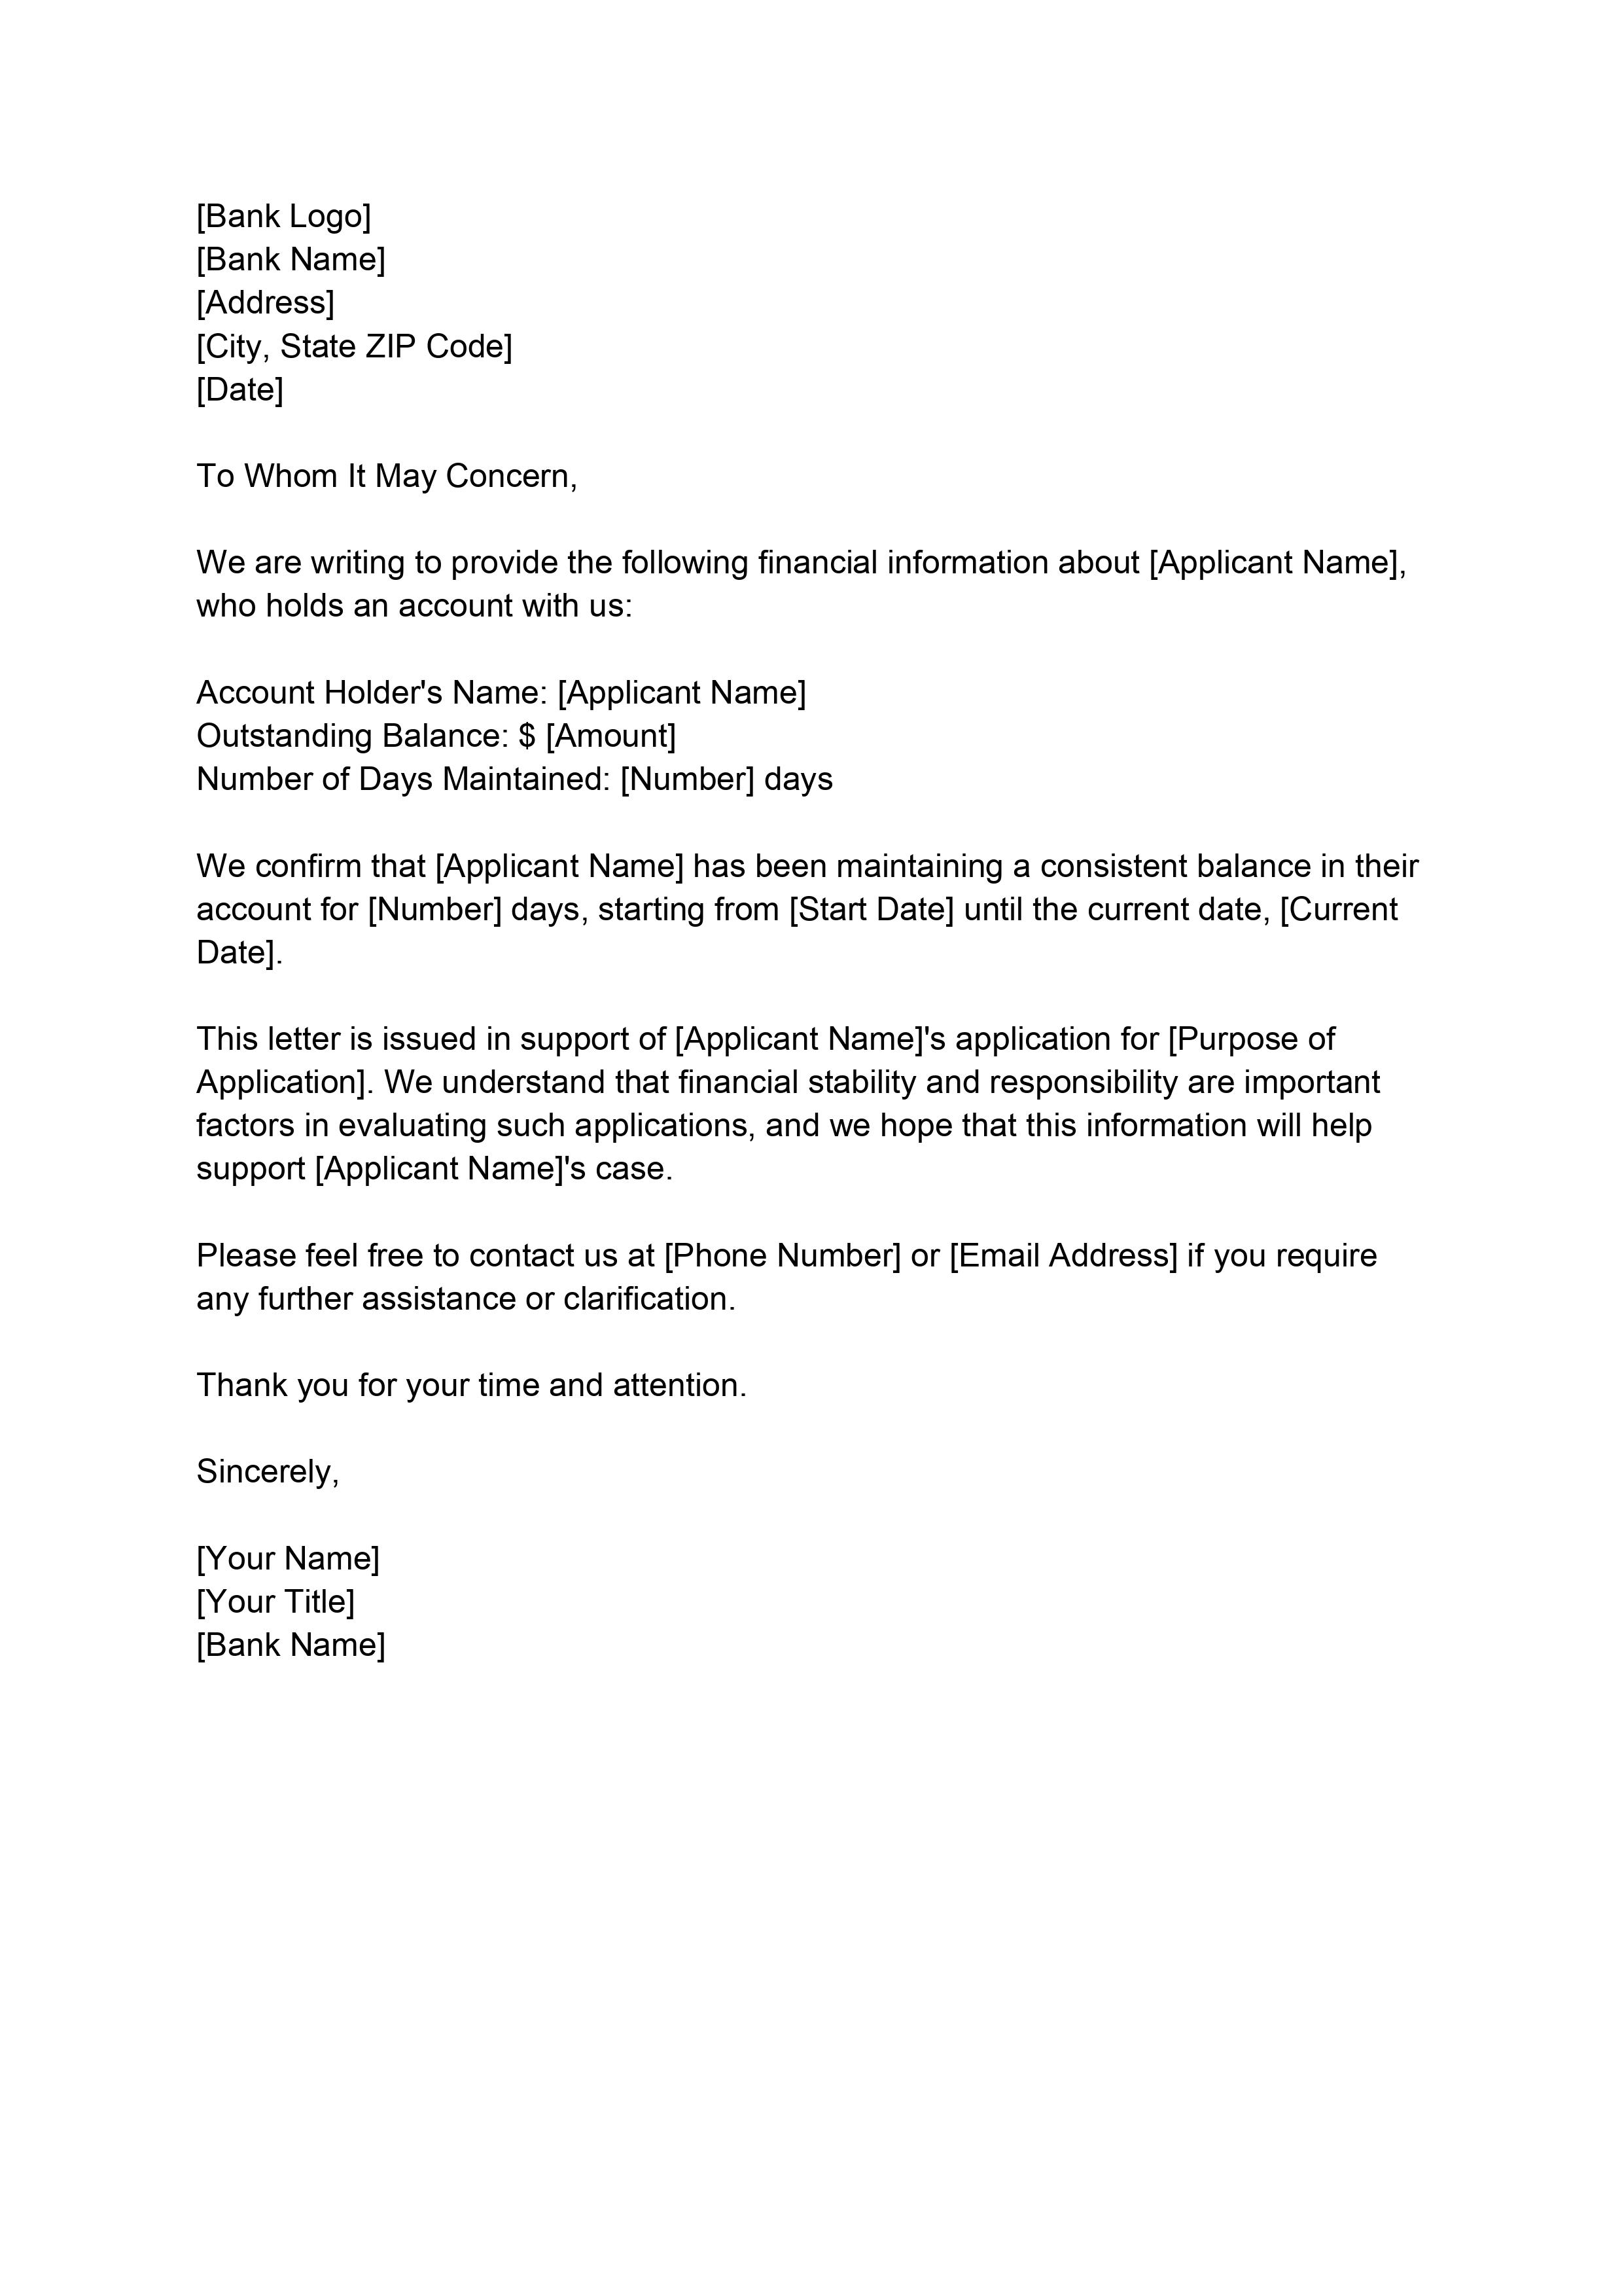 [Bank Logo]
[Bank Name]
[Address]
[City, State ZIP Code]
[Date]
To Whom It May Concern,
We are writing to provide the following financial information about [Applicant Name],
who holds an account with us:
Account Holder's Name: [Applicant Name]
Outstanding Balance: $ [Amount]
Number of Days Maintained: [Number] days
We confirm that [Applicant Name] has been maintaining a consistent balance in their
account for [Number] days, starting from [Start Date] until the current date, [Current
Date].
This letter is issued in support of [Applicant Name]'s application for [Purpose of
Application]. We understand that financial stability and responsibility are important
factors in evaluating such applications, and we hope that this information will help
support [Applicant Name]'s case.
Please feel free to contact us at [Phone Number] or [Email Address] if you require
any further assistance or clarification.
Thank you for your time and attention.
Sincerely,
[Your Name]
[Your Title]
[Bank Name]